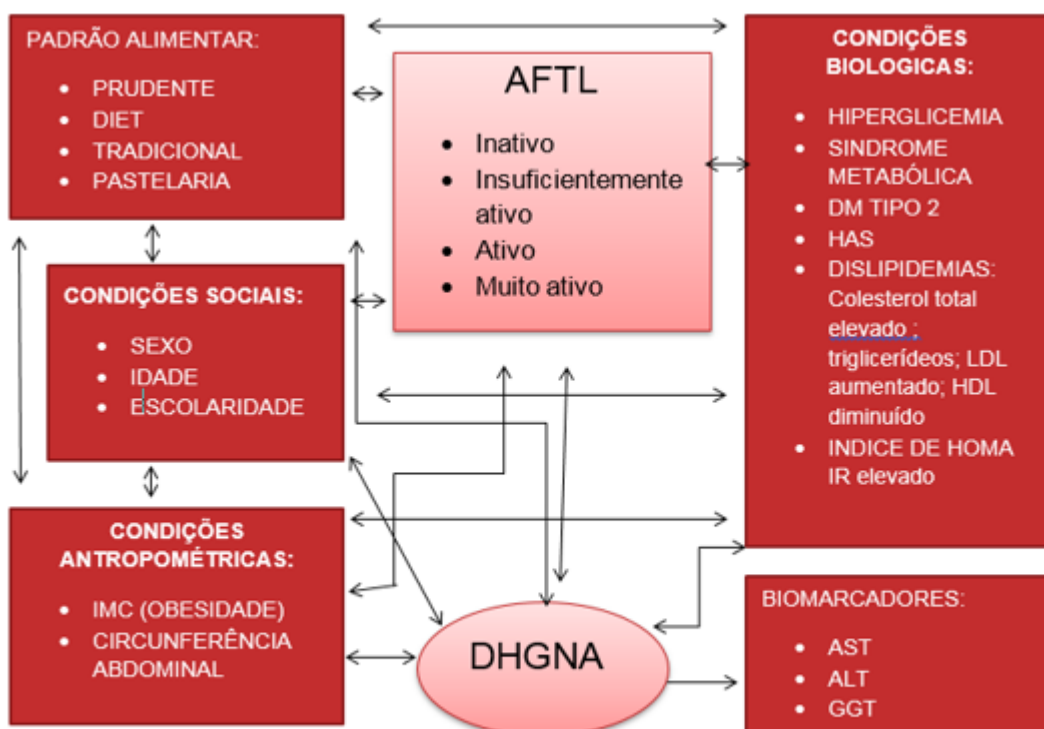 PADRÃO ALIMENTAR:
• PRUDENTE
• DIET
• TRADICIONAL
• PASTELARIA
CONDIÇÕES SOCIAIS:
• SEXO
• IDADE
• ESCOLARIDADE
CONDIÇÕES
ANTROPOMÉTRICAS:
• IMC (OBESIDADE)
• CIRCUNFERÊNCIA
ABDOMINAL
AFTL
• Inativo
• Insuficientemente
ativo
• Ativo
• Muito ativo
DHGNA
CONDIÇÕES
BIOLOGICAS:
• HIPERGLICEMIA
• SINDROME
METABÓLICA
• DM TIPO 2
• HAS
• DISLIPIDEMIAS:
Colesterol total
elevado ;
triglicerídeos; LDL
aumentado; HDL
diminuído
• INDICE DE HOMA
IR elevado
BIOMARCADORES:
• AST
• ALT
• GGT